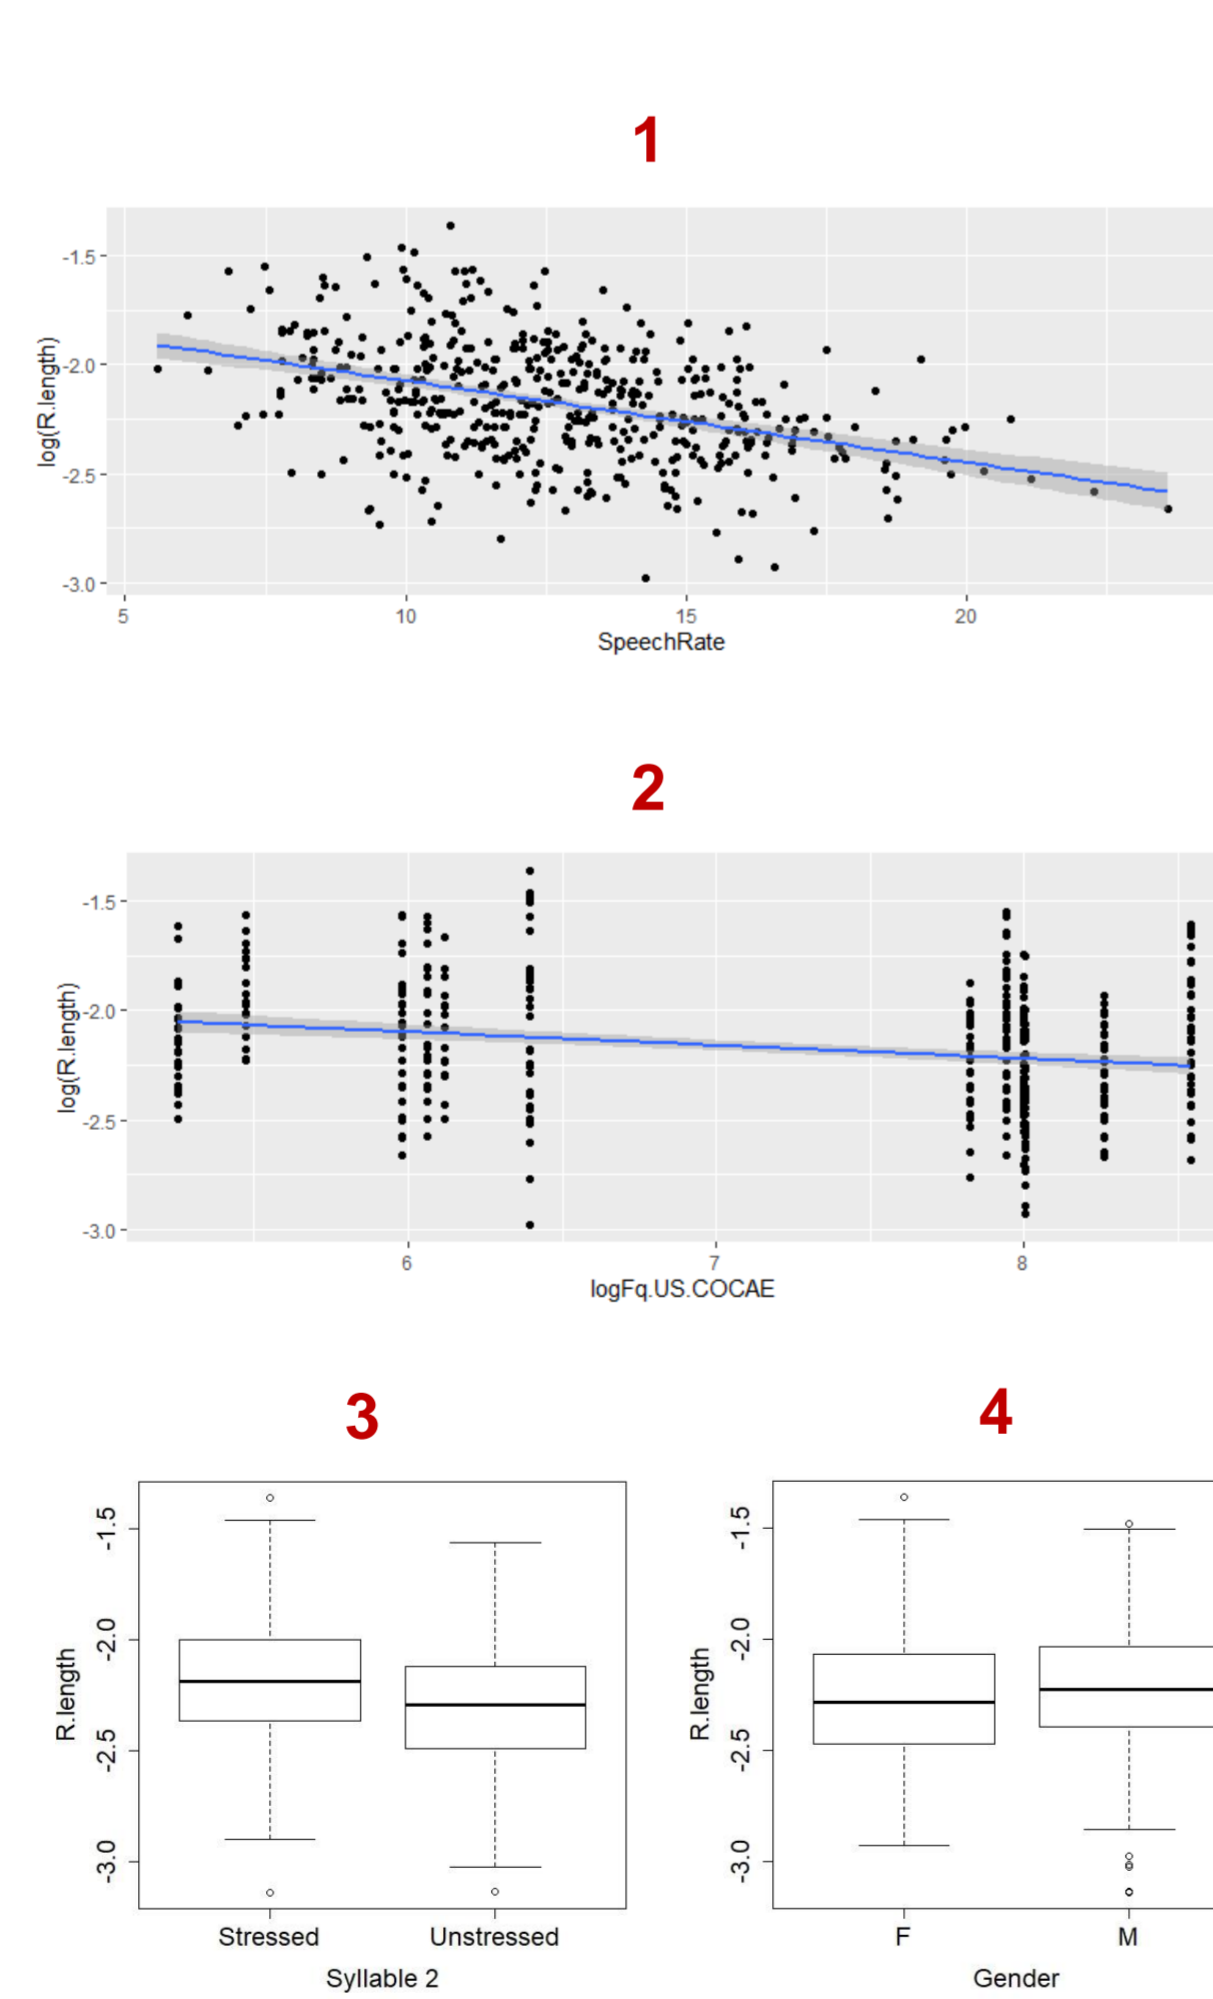 1
log(R.length)
-1.5
-2.0
-2.5
-3.0
5 10 15 20
SpeechRate
2
log(R.length)
-1.5
-2.0
-2.5
-3.0
6 7 8
logFq.US.COCAE
3 4
R.length
-1.5
-2.0
-2.5
-3.0
Stressed Unstressed
Syllable 2
R.length
-1.5
-2.0
-2.5
-3.0
F M
Gender